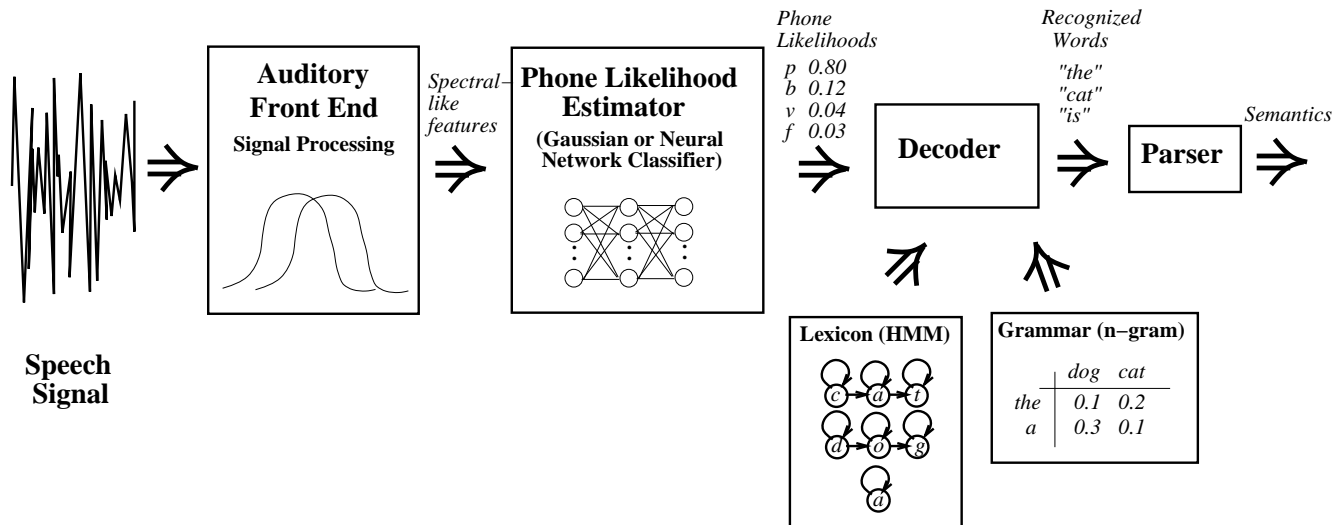 Speech
Signal
Auditory
Front End
Signal Processing
Spectral−
like
features
Phone Likelihood
Estimator
(Gaussian or Neural
Network Classifier)
Phone
Likelihoods
p 0.80
b 0.12
v 0.04
f 0.03
Decoder
Recognized
Words
"the"
"cat"
"is"
Parser
Semantics
Lexicon (HMM)
c a t
d o g
a
Grammar (n−gram)
dog cat
the 0.1 0.2
a 0.3 0.1